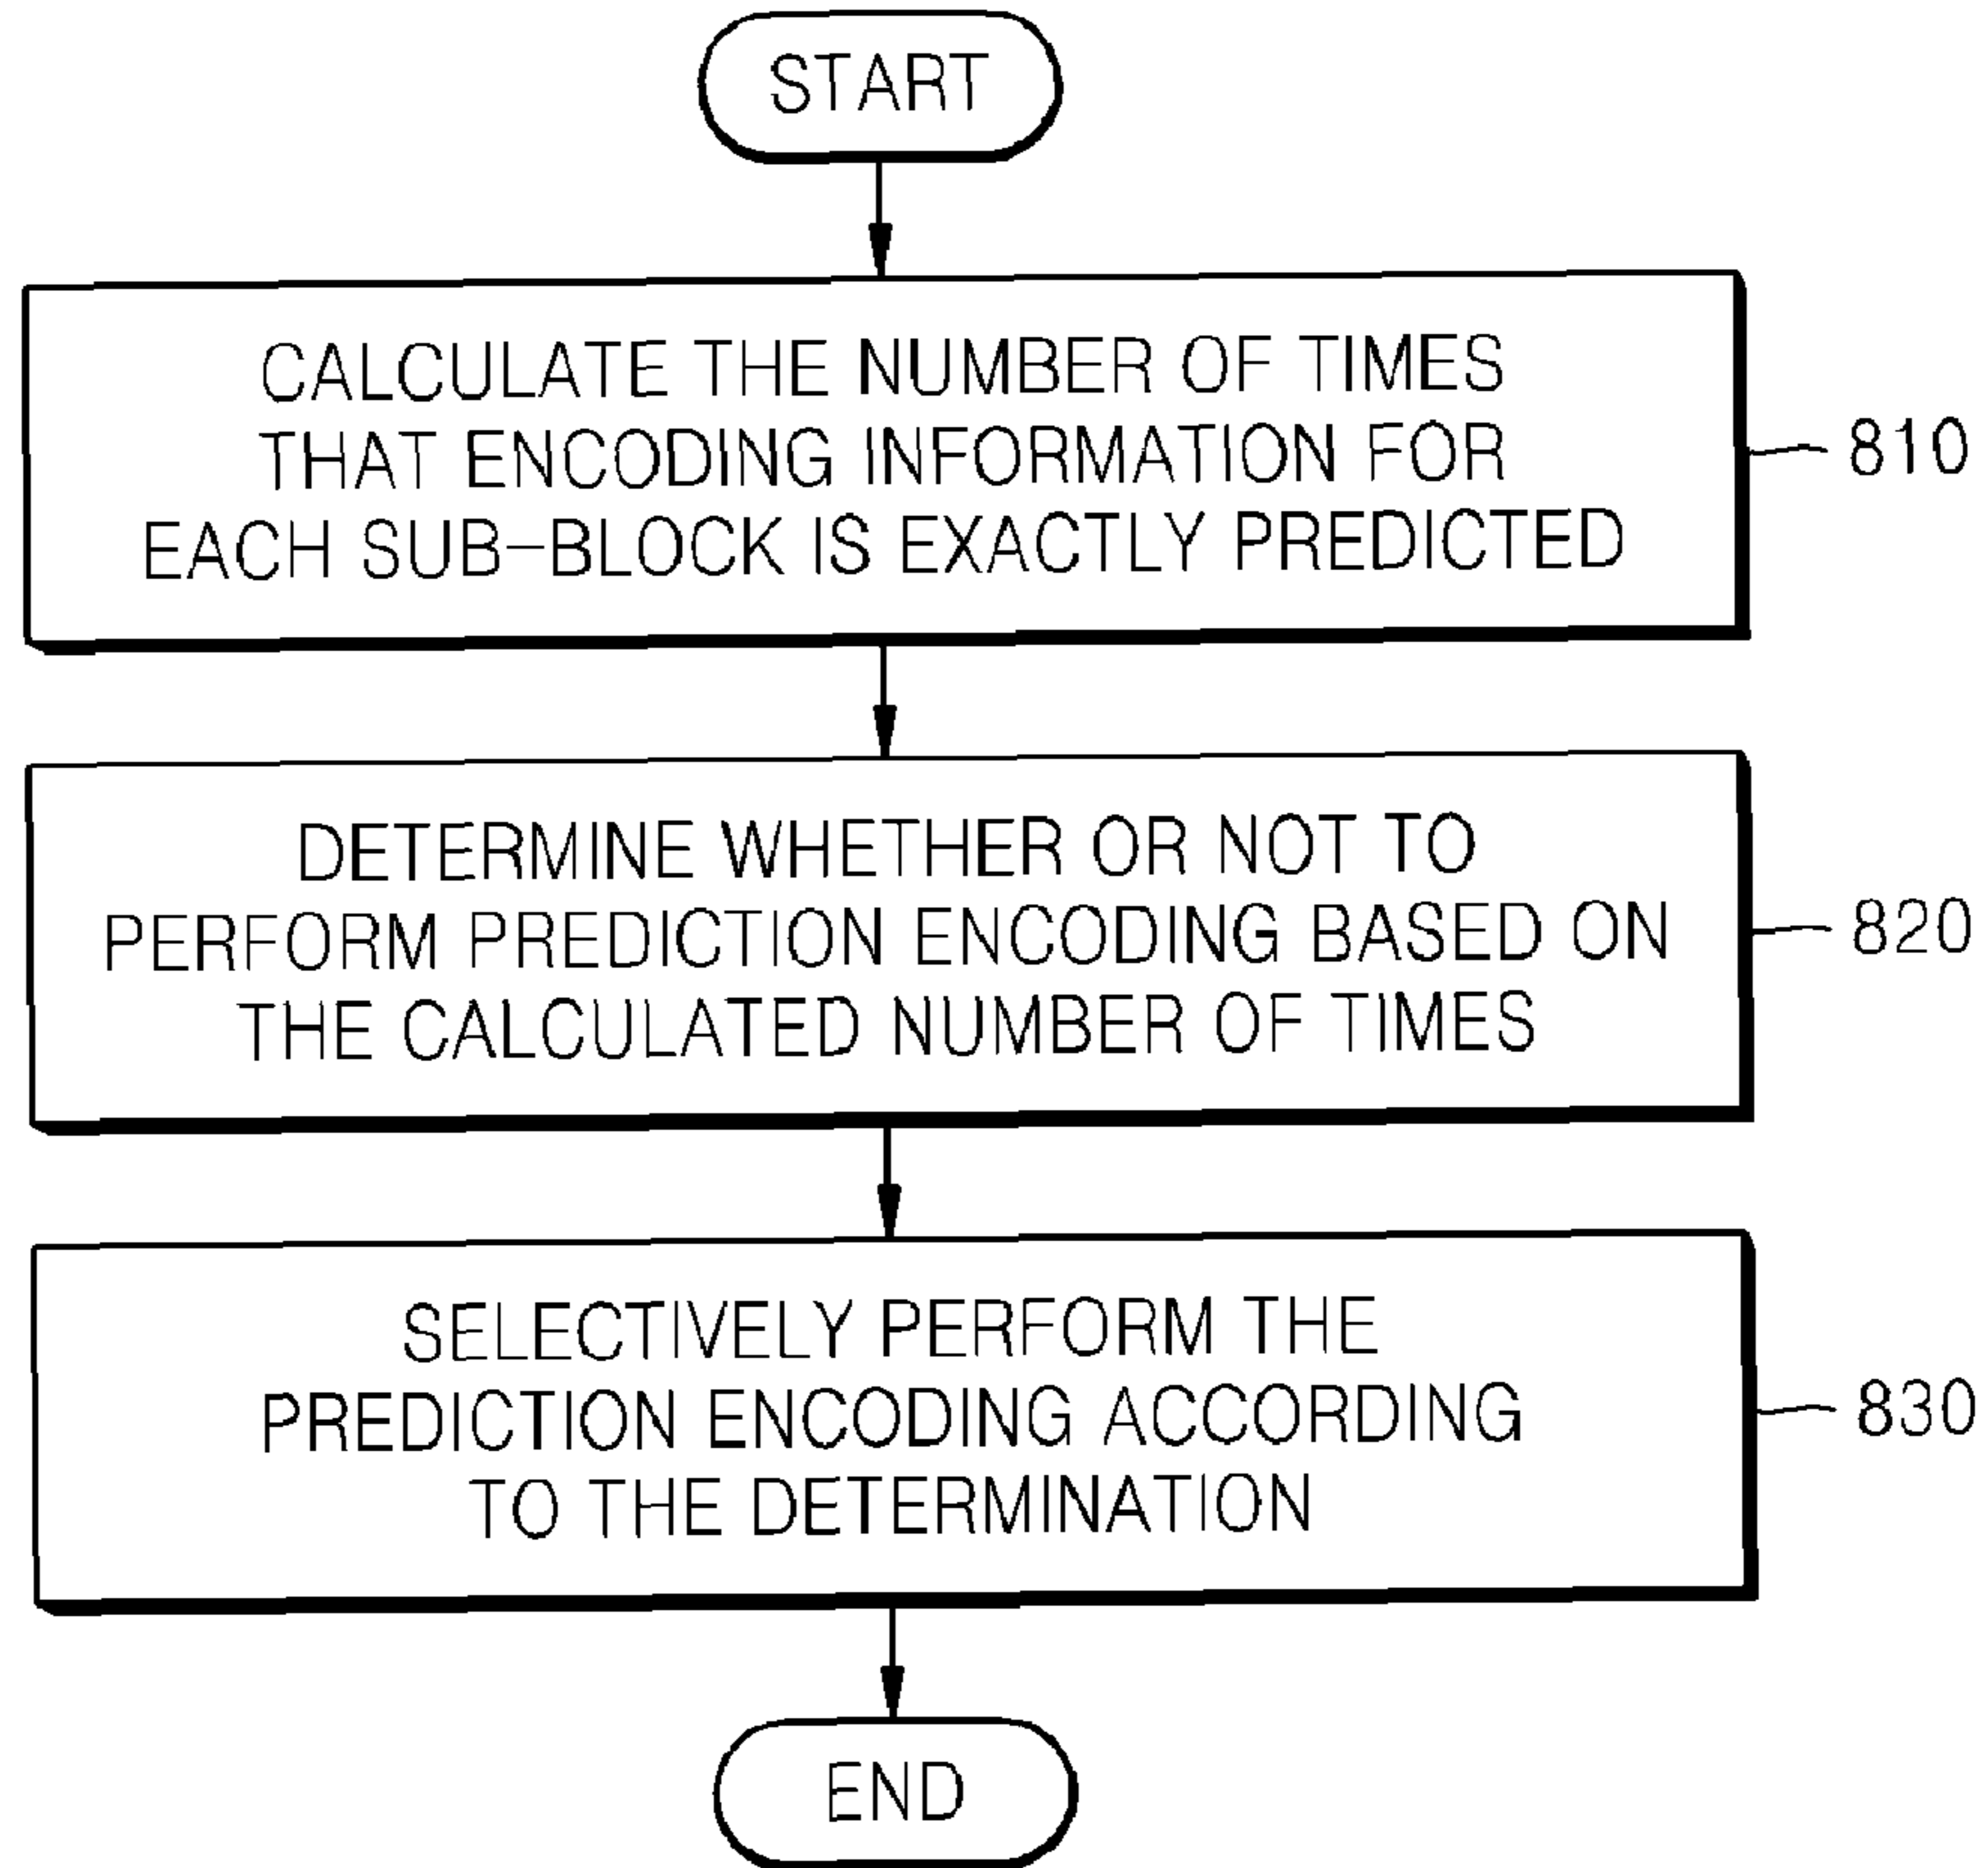 START
CALCULATE THE NUMBER OF TIMES
THAT ENCODING INFORMATION FOR
EACH SUB-BLOCK IS EXACTLY PREDICTED
810
DETERMINE WHETHER OR NOT TO
PERFORM PREDICTION ENCODING BASED ON
THE CALCULATED NUMBER OF TIMES
820
SELECTIVELY PERFORM THE
PREDICTION ENCODING ACCORDING
TO THE DETERMINATION
830
END